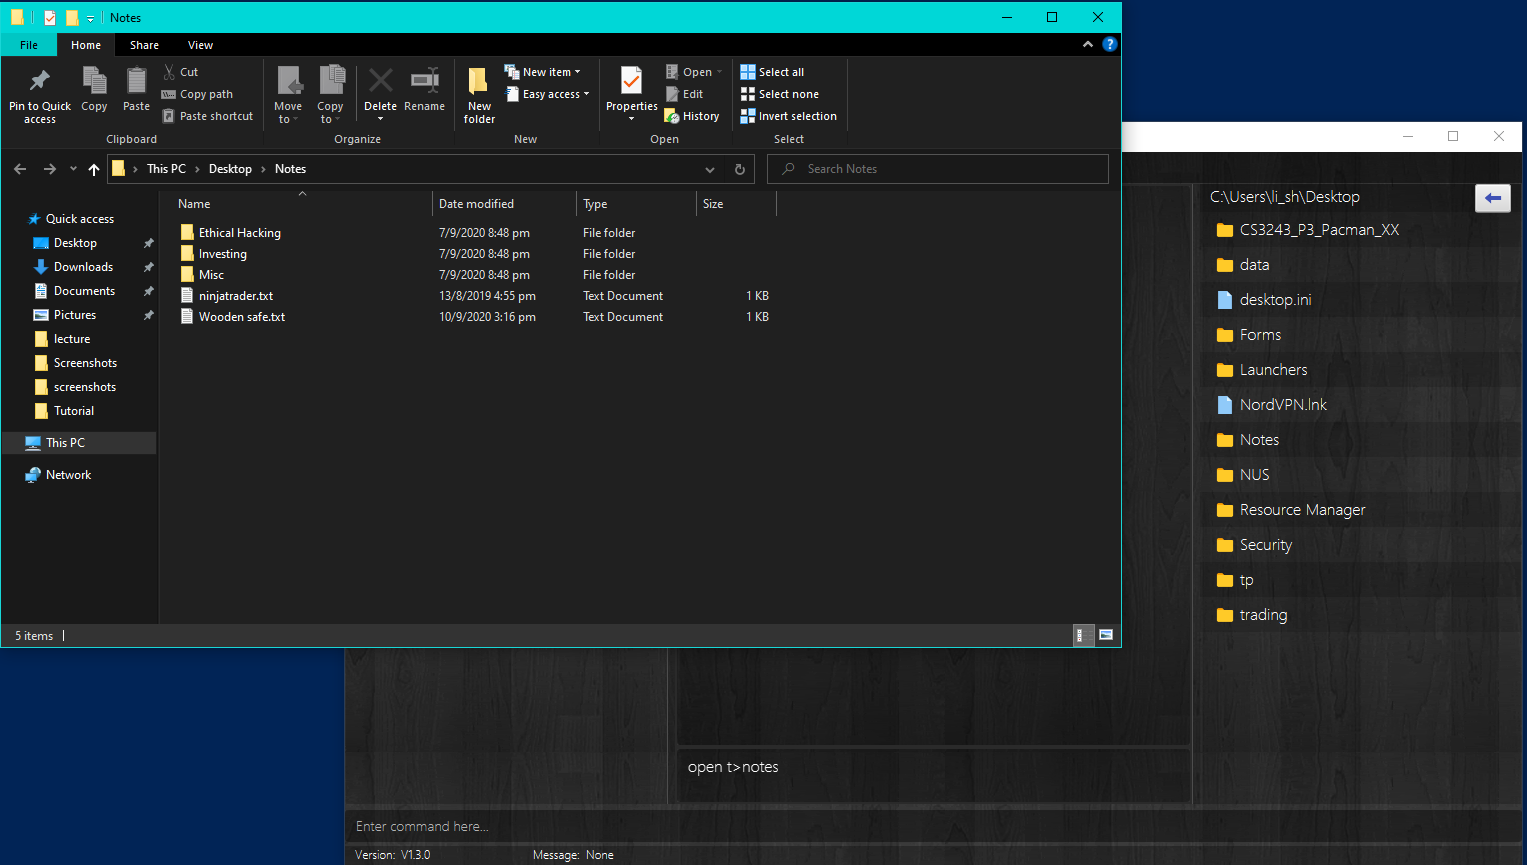 Notes
File Home Share View
Pin to Quick access
Copy
Paste
Cut
Copy path
Paste shortcut
Clipboard
Move to
Copy to
Delete
Rename
Organize
New folder
New item
Easy access
New
Properties
Open
Edit
History
Open
Select all
Select none
Invert selection
Select
This PC > Desktop > Notes
Search Notes
Quick access
Desktop
Downloads
Documents
Pictures
lecture
Screenshots
screenshots
Tutorial
This PC
Network
Name Date modified Type Size
Ethical Hacking 7/9/2020 8:48 pm File folder
Investing 7/9/2020 8:48 pm File folder
Misc 7/9/2020 8:48 pm File folder
ninjatrader.txt 13/8/2019 4:55 pm Text Document 1 KB
Wooden safe.txt 10/9/2020 3:16 pm Text Document 1 KB
5 items
C:\Users\li_sh\Desktop
CS3243_P3_Pacman_XX
data
desktop.ini
Forms
Launchers
NordVPN.lnk
Notes
NUS
Resource Manager
Security
tp
trading
open t>notes
Enter command here...
Version: V1.3.0 Message: None